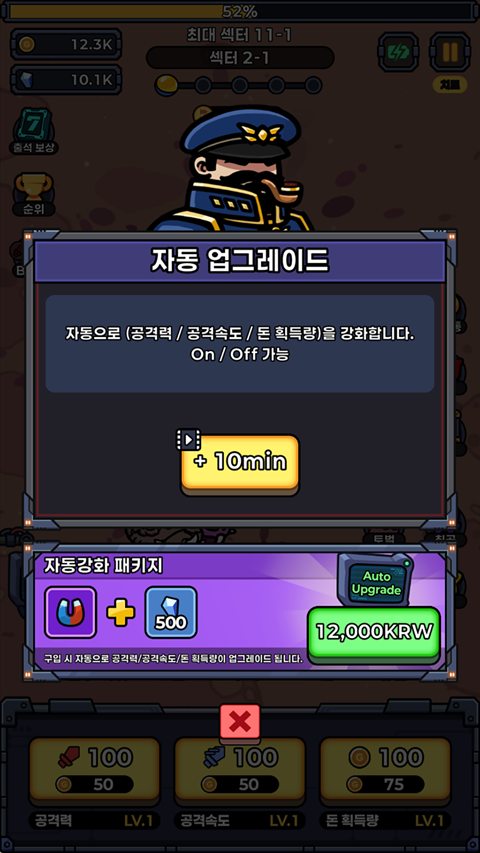 52%
12.3K
최대 섹터 11-1
섹터 2-1
10.1K
치트
7
출석 보상
순위
자동 업그레이드
자동으로 (공격력 / 공격속도 / 돈 획득량)을 강화합니다.
On / Off 가능
+ 10min
자동강화 패키지
Auto
Upgrade
500
12,000KRW
구입 시 자동으로 공격력/공격속도/돈 획득량이 업그레이드 됩니다.
100
100
100
50
50
75
공격력
LV.1
공격속도
LV.1
돈 획득량
LV.1